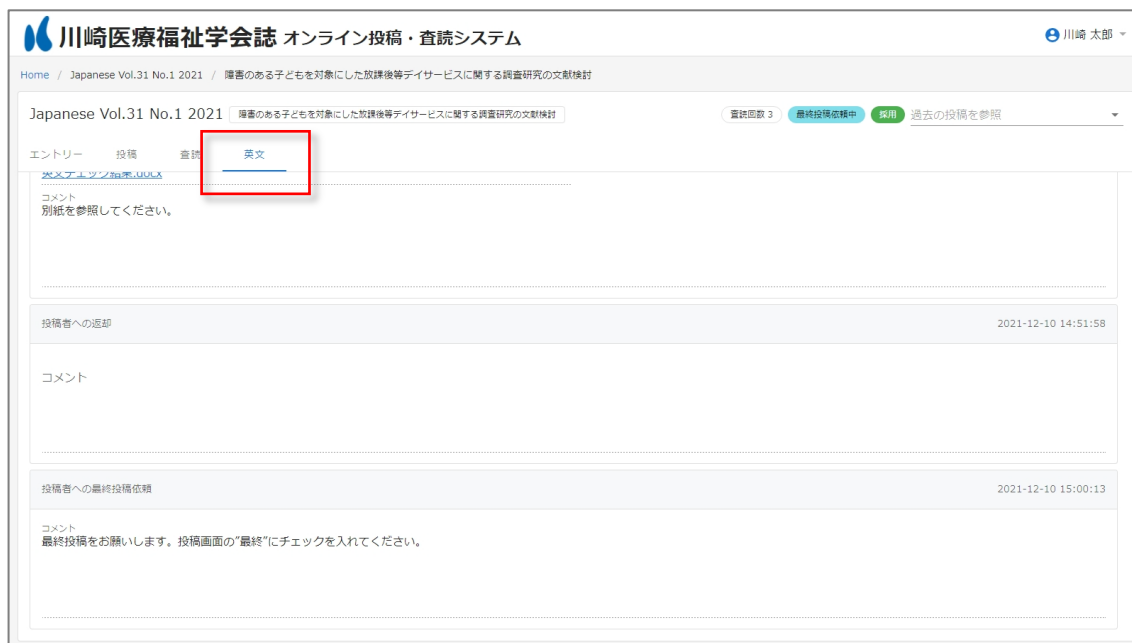 川崎医療福祉学会誌 オンライン投稿・査読システム
川崎 太郎
Home / Japanese Vol.31 No.1 2021 / 障害のある子どもを対象にした放課後等デイサービスに関する調査研究の文献検討
Japanese Vol.31 No.1 2021 障害のある子どもを対象にした放課後等デイサービスに関する調査研究の文献検討 査読回数 3 最終投稿依頼中 採用 過去の投稿を参照
エントリー 投稿 査読 英文
英文チェック結果.docx
コメント
別紙を参照してください。
投稿者への返却 2021-12-10 14:51:58
コメント
投稿者への最終投稿依頼 2021-12-10 15:00:13
コメント
最終投稿をお願いします。投稿画面の”最終”にチェックを入れてください。